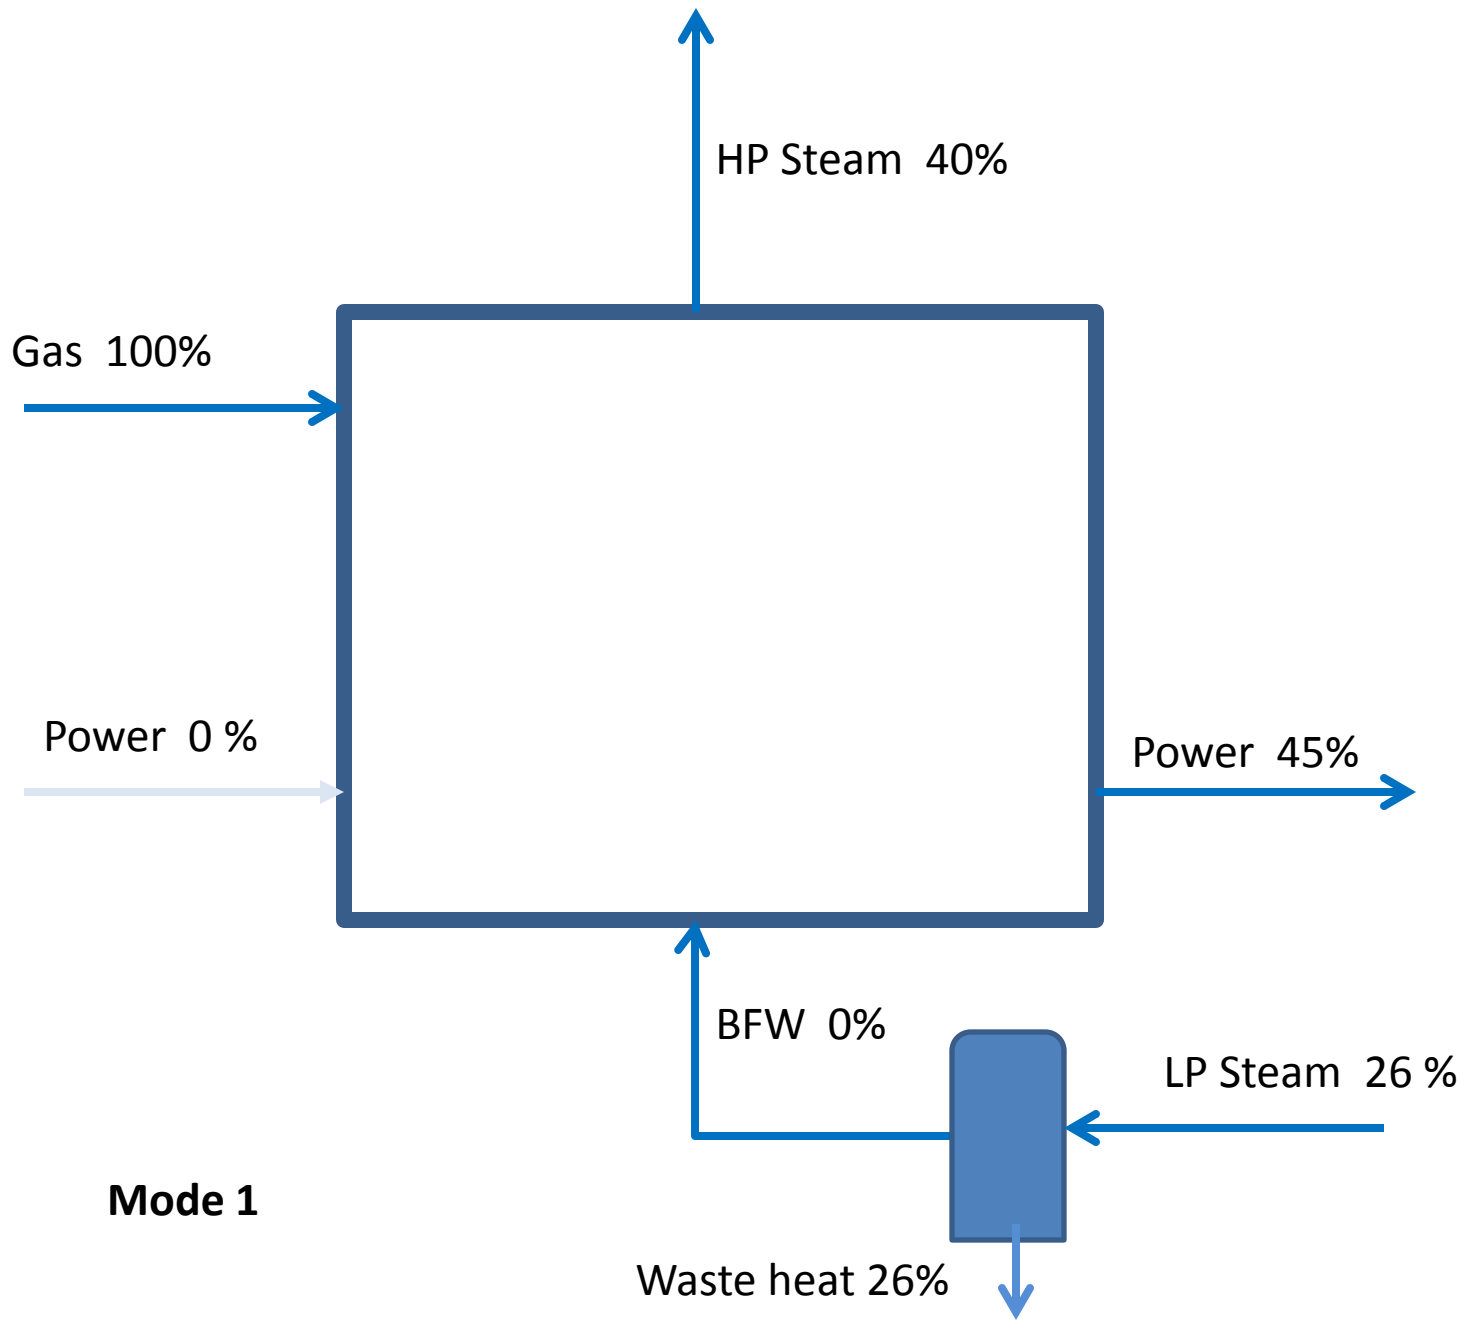 HP Steam  40%
Gas  100%
Power  0 %
Power  45%
BFW  0%
LP Steam  26 %
Mode 1
Waste heat 26%